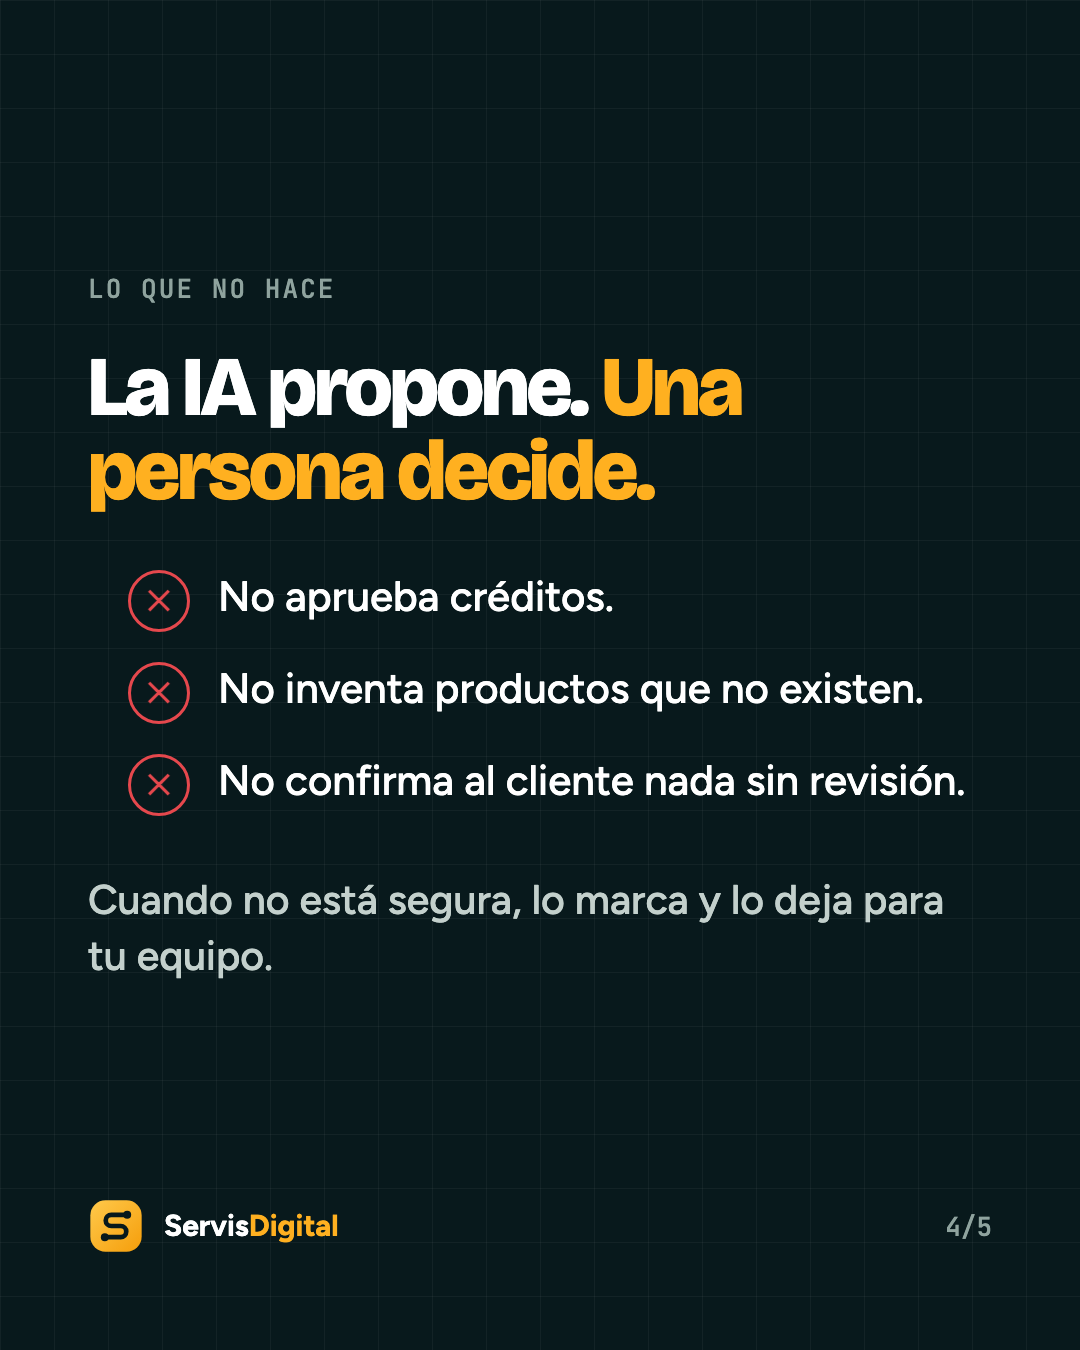 LO QUE NO HACE
La IA propone. Una
persona decide.
No aprueba créditos.
No inventa productos que no existen.
No confirma al cliente nada sin revisión.
Cuando no está segura, lo marca y lo deja para
tu equipo.
ServisDigital
4/5